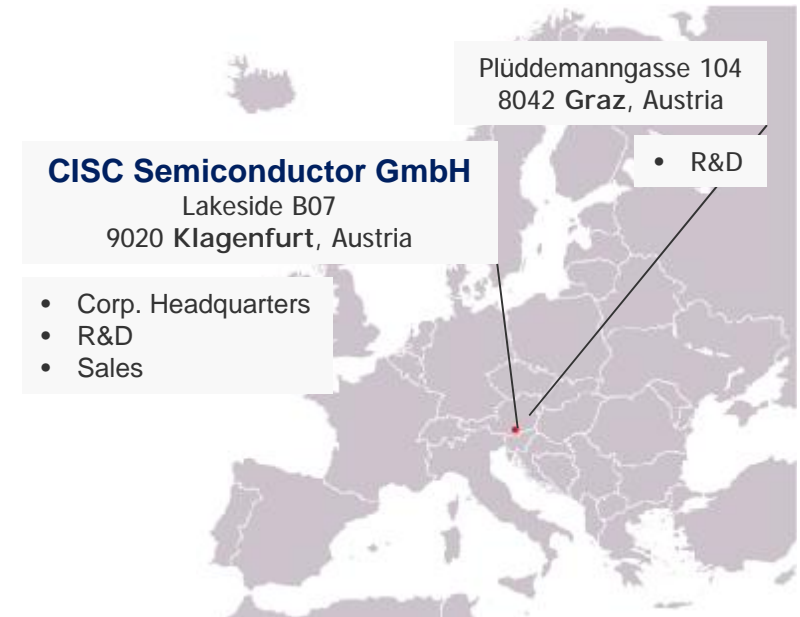 Plüddemanngasse 104
8042 Graz, Austria
• R&D
CISC Semiconductor GmbH
Lakeside B07
9020 Klagenfurt, Austria
• Corp. Headquarters
• R&D
• Sales